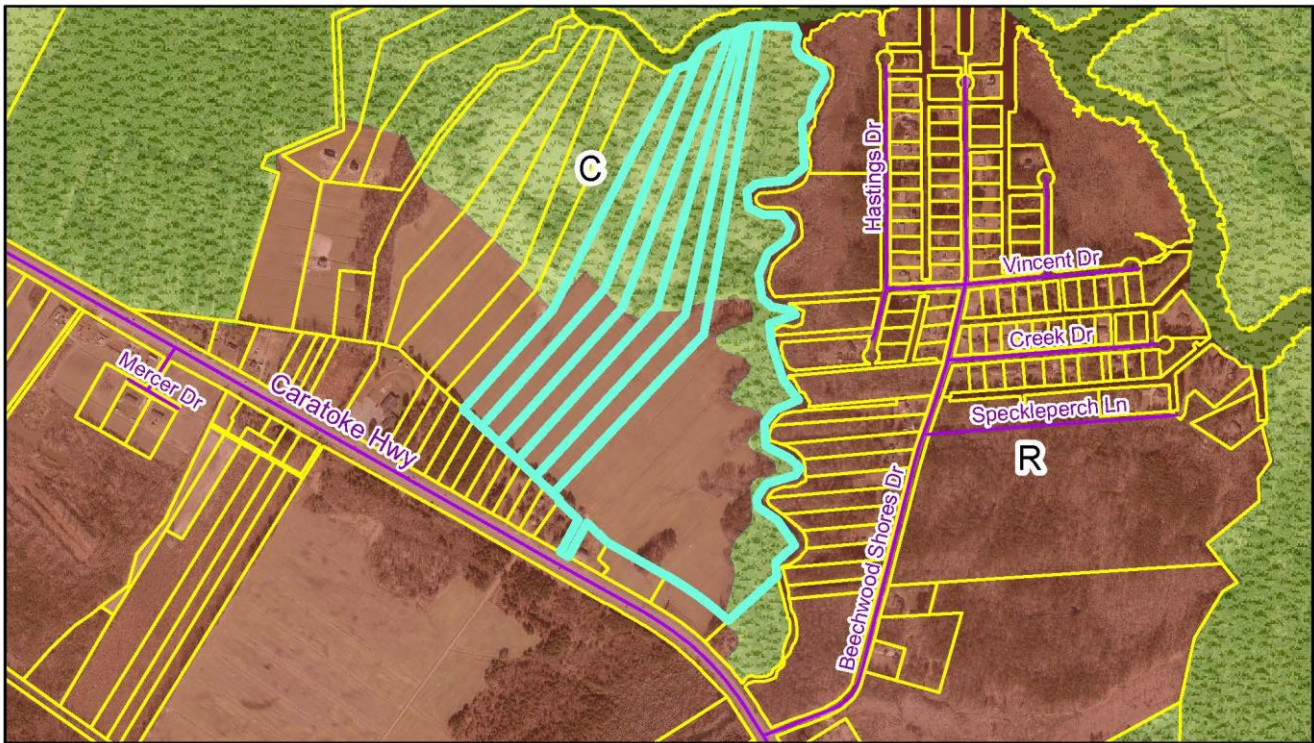 C
Hastings Dr
Vincent Dr
Creek Dr
Mercer Dr
Caratoke Hwy
Speckleperch Ln
R
Beechwood Shores Dr